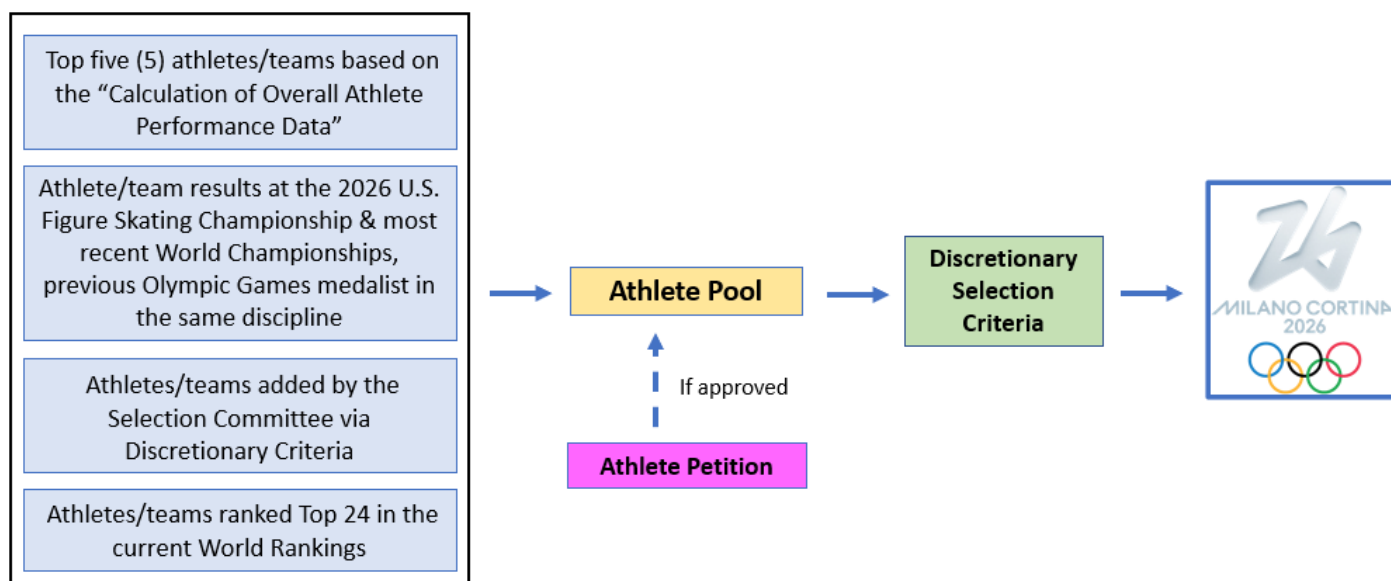 Top five (5) athletes/teams based on
the “Calculation of Overall Athlete
Performance Data”
Athlete/team results at the 2026 U.S.
Figure Skating Championship & most
recent World Championships,
previous Olympic Games medalist in
the same discipline
Athletes/teams added by the
Selection Committee via
Discretionary Criteria
Athletes/teams ranked Top 24 in the
current World Rankings
Athlete Pool
If approved
Athlete Petition
Discretionary
Selection
Criteria
26
MILANO CORTINA
2026